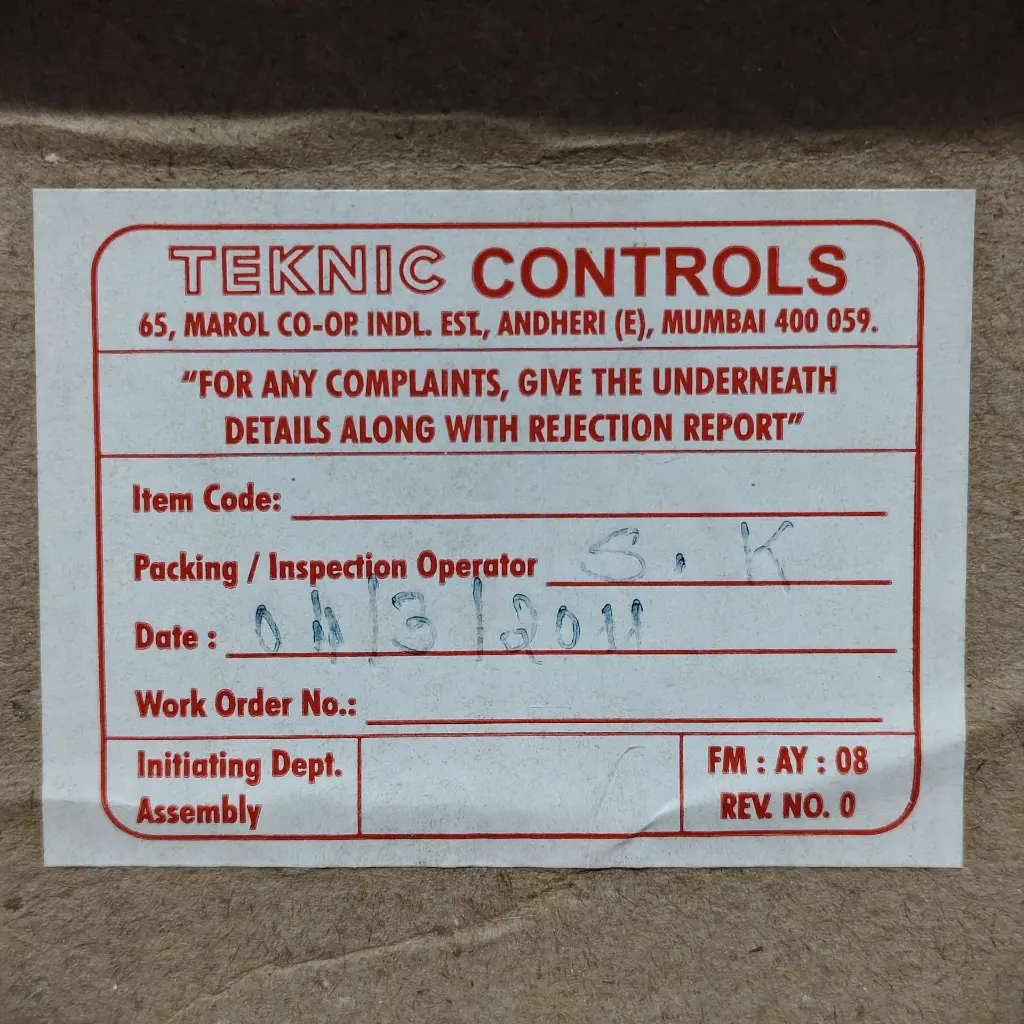 TEKNIC CONTROLS
65, MAROL CO-OP. INDL. EST., ANDHERI (E), MUMBAI 400 059.
"FOR ANY COMPLAINTS, GIVE THE UNDERNEATH
DETAILS ALONG WITH REJECTION REPORT"
Item Code:
Packing / Inspection Operator S. K
Date : 04/3/2011
Work Order No.:
Initiating Dept.
Assembly
FM : AY : 08
REV. NO. 0